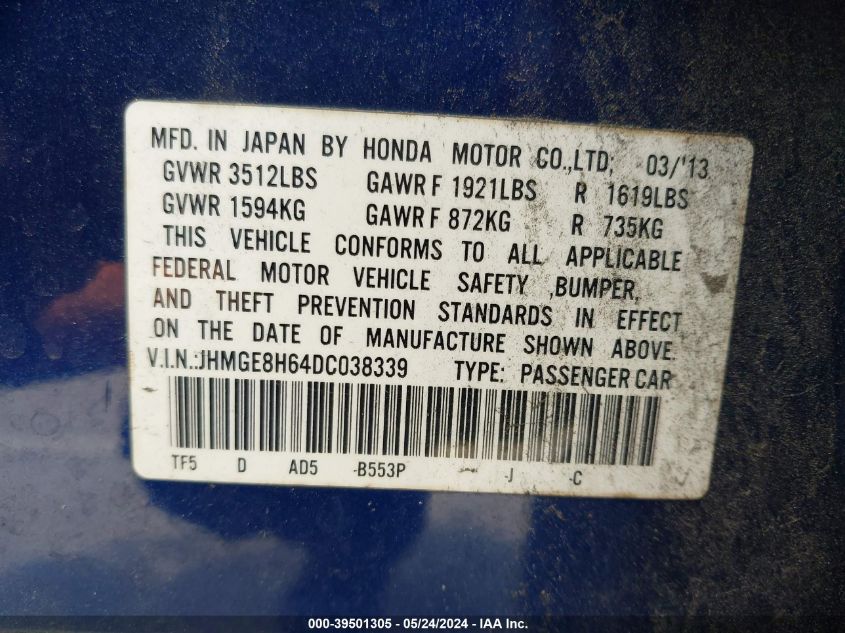 MFD. IN JAPAN BY HONDA MOTOR CO.,LTD, 03/'13
GVWR 3512LBS GAWR F 1921LBS R 1619LBS
GVWR 1594KG GAWR F 872KG R 735KG
THIS VEHICLE CONFORMS TO ALL APPLICABLE
FEDERAL MOTOR VEHICLE SAFETY ,BUMPER,
AND THEFT PREVENTION STANDARDS IN EFFECT
ON THE DATE OF MANUFACTURE SHOWN ABOVE.
V.I.N.:JHMGE8H64DC038339 TYPE: PASSENGER CAR
TF5 D AD5 -B553P -J -C
000-39501305 - 05/24/2024 - IAA Inc.